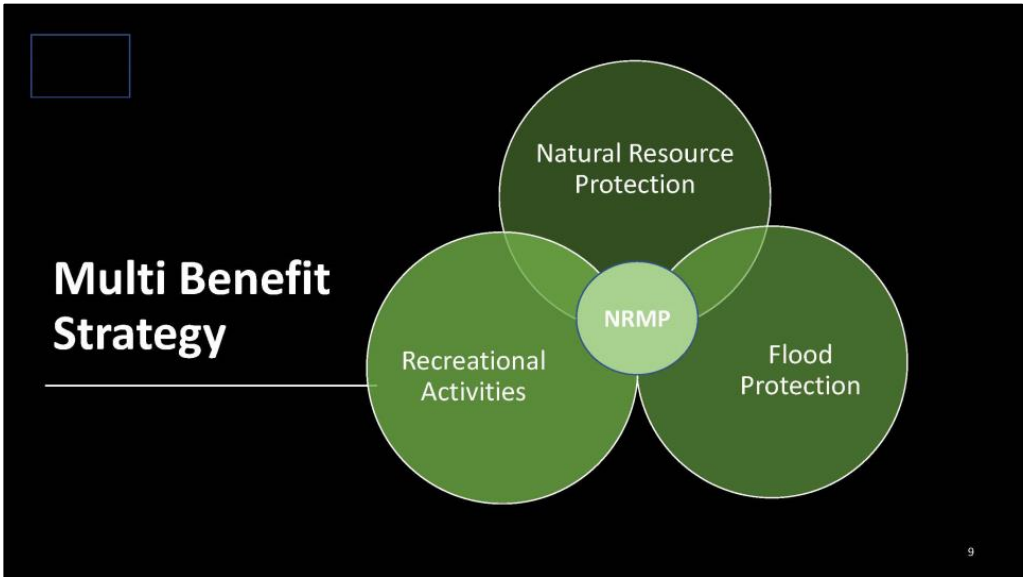 Multi Benefit
Strategy
Natural Resource
Protection
NRMP
Recreational
Activities
Flood
Protection
9